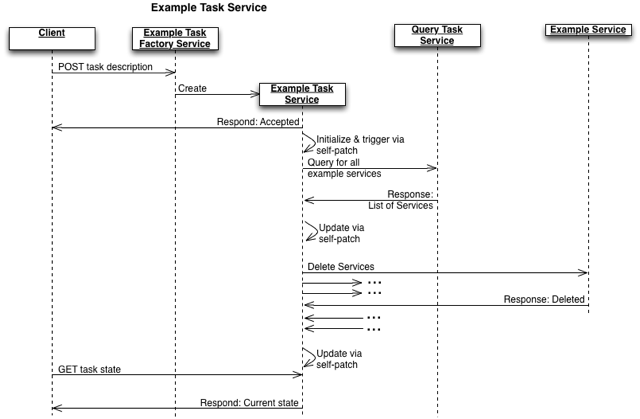 Example Task Service
Client
Example Task
Factory Service
Query Task
Service
Example Service
POST task description
Create
Example Task
Service
Respond: Accepted
Initialize & trigger via
self-patch
Query for all
example services
Response:
List of Services
Update via
self-patch
Delete Services
...
...
Response: Deleted
...
...
Update via
self-patch
GET task state
Respond: Current state